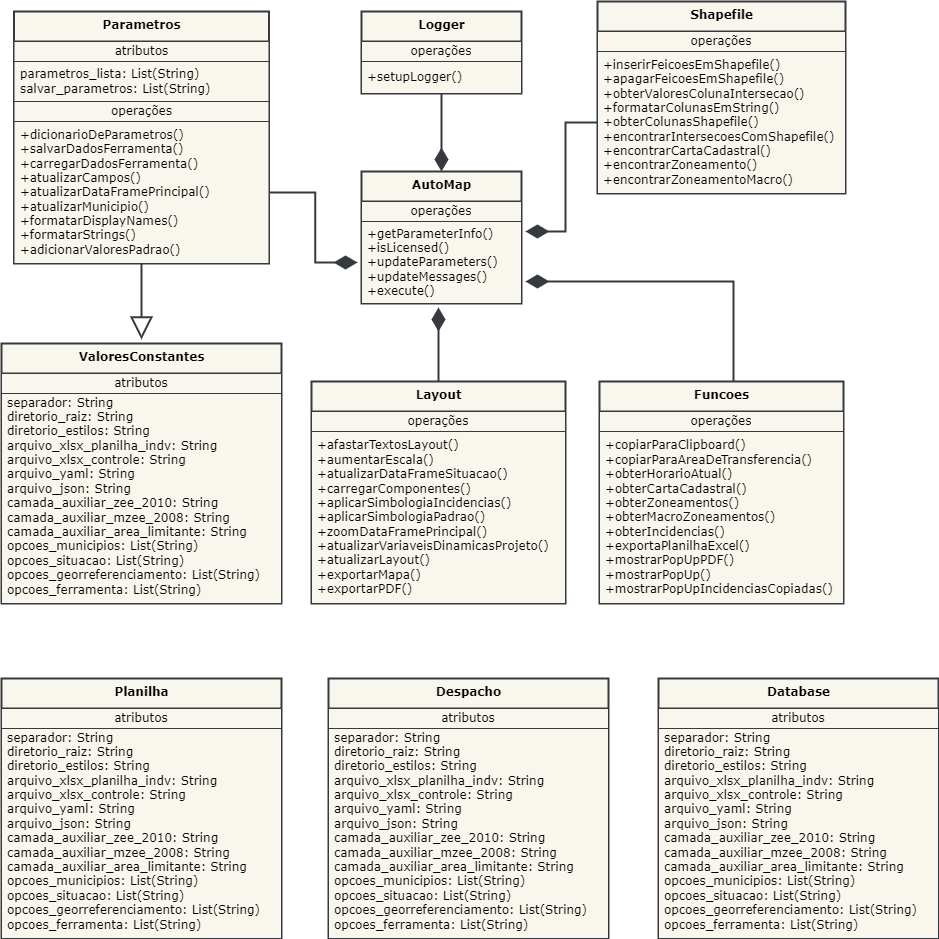 Parametros
atributos
parametros_lista: List(String)
salvar_parametros: List(String)
operações
+dicionarioDeParametros()
+salvarDadosFerramenta()
+carregarDadosFerramenta()
+atualizarCampos()
+atualizarDataFramePrincipal()
+atualizarMunicipio()
+formatarDisplayNames()
+formatarStrings()
+adicionarValoresPadrao()
Logger
operações
+setupLogger()
Shapefile
operações
+inserirFeicoesEmShapefile()
+apagarFeicoesEmShapefile()
+obterValoresColunaIntersecao()
+formatarColunasEmString()
+obterColunasShapefile()
+encontrarIntersecoesComShapefile()
+encontrarCartaCadastral()
+encontrarZoneamento()
+encontrarZoneamentoMacro()
AutoMap
operações
+getParameterInfo()
+isLicensed()
+updateParameters()
+updateMessages()
+execute()
ValoresConstantes
atributos
separador: String
diretorio_raiz: String
diretorio_estilos: String
arquivo_xlsx_planilha_indv: String
arquivo_xlsx_controle: String
arquivo_yaml: String
arquivo_json: String
camada_auxiliar_zee_2010: String
camada_auxiliar_mzee_2008: String
camada_auxiliar_area_limitante: String
opcoes_municipios: List(String)
opcoes_situacao: List(String)
opcoes_georreferenciamento: List(String)
opcoes_ferramenta: List(String)
Layout
operações
+afastarTextosLayout()
+aumentarEscala()
+atualizarDataFrameSituacao()
+carregarComponentes()
+aplicarSimbologiaIncidencias()
+aplicarSimbologiaPadrao()
+zoomDataFramePrincipal()
+atualizarVariaveisDinamicasProjeto()
+atualizarLayout()
+exportarMapa()
+exportarPDF()
Funcoes
operações
+copiarParaClipboard()
+copiarParaAreaDeTransferencia()
+obterHorarioAtual()
+obterCartaCadastral()
+obterZoneamentos()
+obterMacroZoneamentos()
+obterIncidencias()
+exportaPlanilhaExcel()
+mostrarPopUpPDF()
+mostrarPopUp()
+mostrarPopUpIncidenciasCopiadas()
Planilha
atributos
separador: String
diretorio_raiz: String
diretorio_estilos: String
arquivo_xlsx_planilha_indv: String
arquivo_xlsx_controle: String
arquivo_yaml: String
arquivo_json: String
camada_auxiliar_zee_2010: String
camada_auxiliar_mzee_2008: String
camada_auxiliar_area_limitante: String
opcoes_municipios: List(String)
opcoes_situacao: List(String)
opcoes_georreferenciamento: List(String)
opcoes_ferramenta: List(String)
Despacho
atributos
separador: String
diretorio_raiz: String
diretorio_estilos: String
arquivo_xlsx_planilha_indv: String
arquivo_xlsx_controle: String
arquivo_yaml: String
arquivo_json: String
camada_auxiliar_zee_2010: String
camada_auxiliar_mzee_2008: String
camada_auxiliar_area_limitante: String
opcoes_municipios: List(String)
opcoes_situacao: List(String)
opcoes_georreferenciamento: List(String)
opcoes_ferramenta: List(String)
Database
atributos
separador: String
diretorio_raiz: String
diretorio_estilos: String
arquivo_xlsx_planilha_indv: String
arquivo_xlsx_controle: String
arquivo_yaml: String
arquivo_json: String
camada_auxiliar_zee_2010: String
camada_auxiliar_mzee_2008: String
camada_auxiliar_area_limitante: String
opcoes_municipios: List(String)
opcoes_situacao: List(String)
opcoes_georreferenciamento: List(String)
opcoes_ferramenta: List(String)